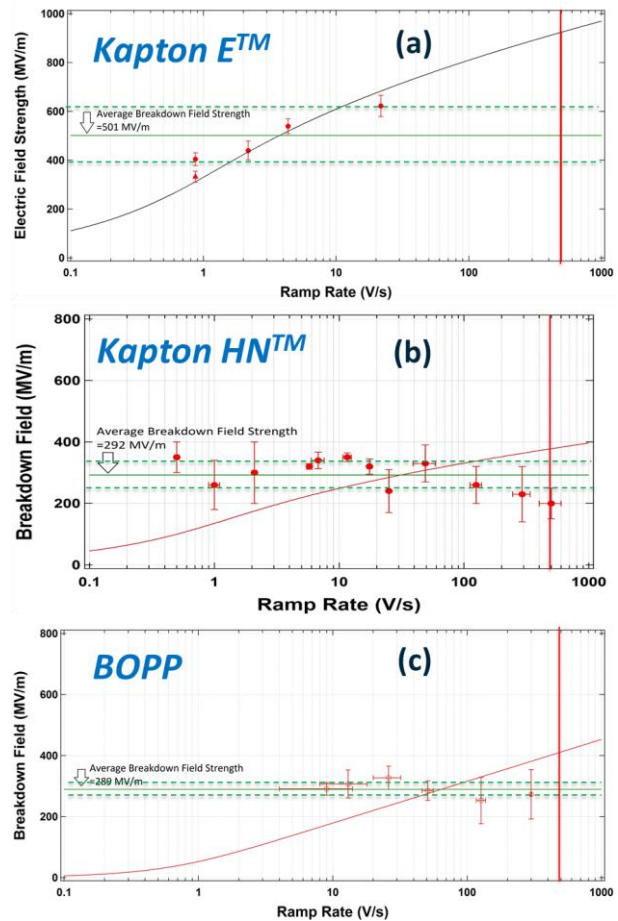 Kapton E™
(a)
1000
800
600
400
200
0
Electric Field Strength (MV/m)
Average Breakdown Field Strength
=501 MV/m
0.1 1 10 100 1000
Ramp Rate (V/s)
Kapton HN™
(b)
800
600
400
200
0
Breakdown Field (MV/m)
Average Breakdown Field Strength
=292 MV/m
0.1 1 10 100 1000
Ramp Rate (V/s)
BOPP
(c)
800
600
400
200
0
Breakdown Field (MV/m)
Average Breakdown Field Strength
=289 MV/m
0.1 1 10 100 1000
Ramp Rate (V/s)